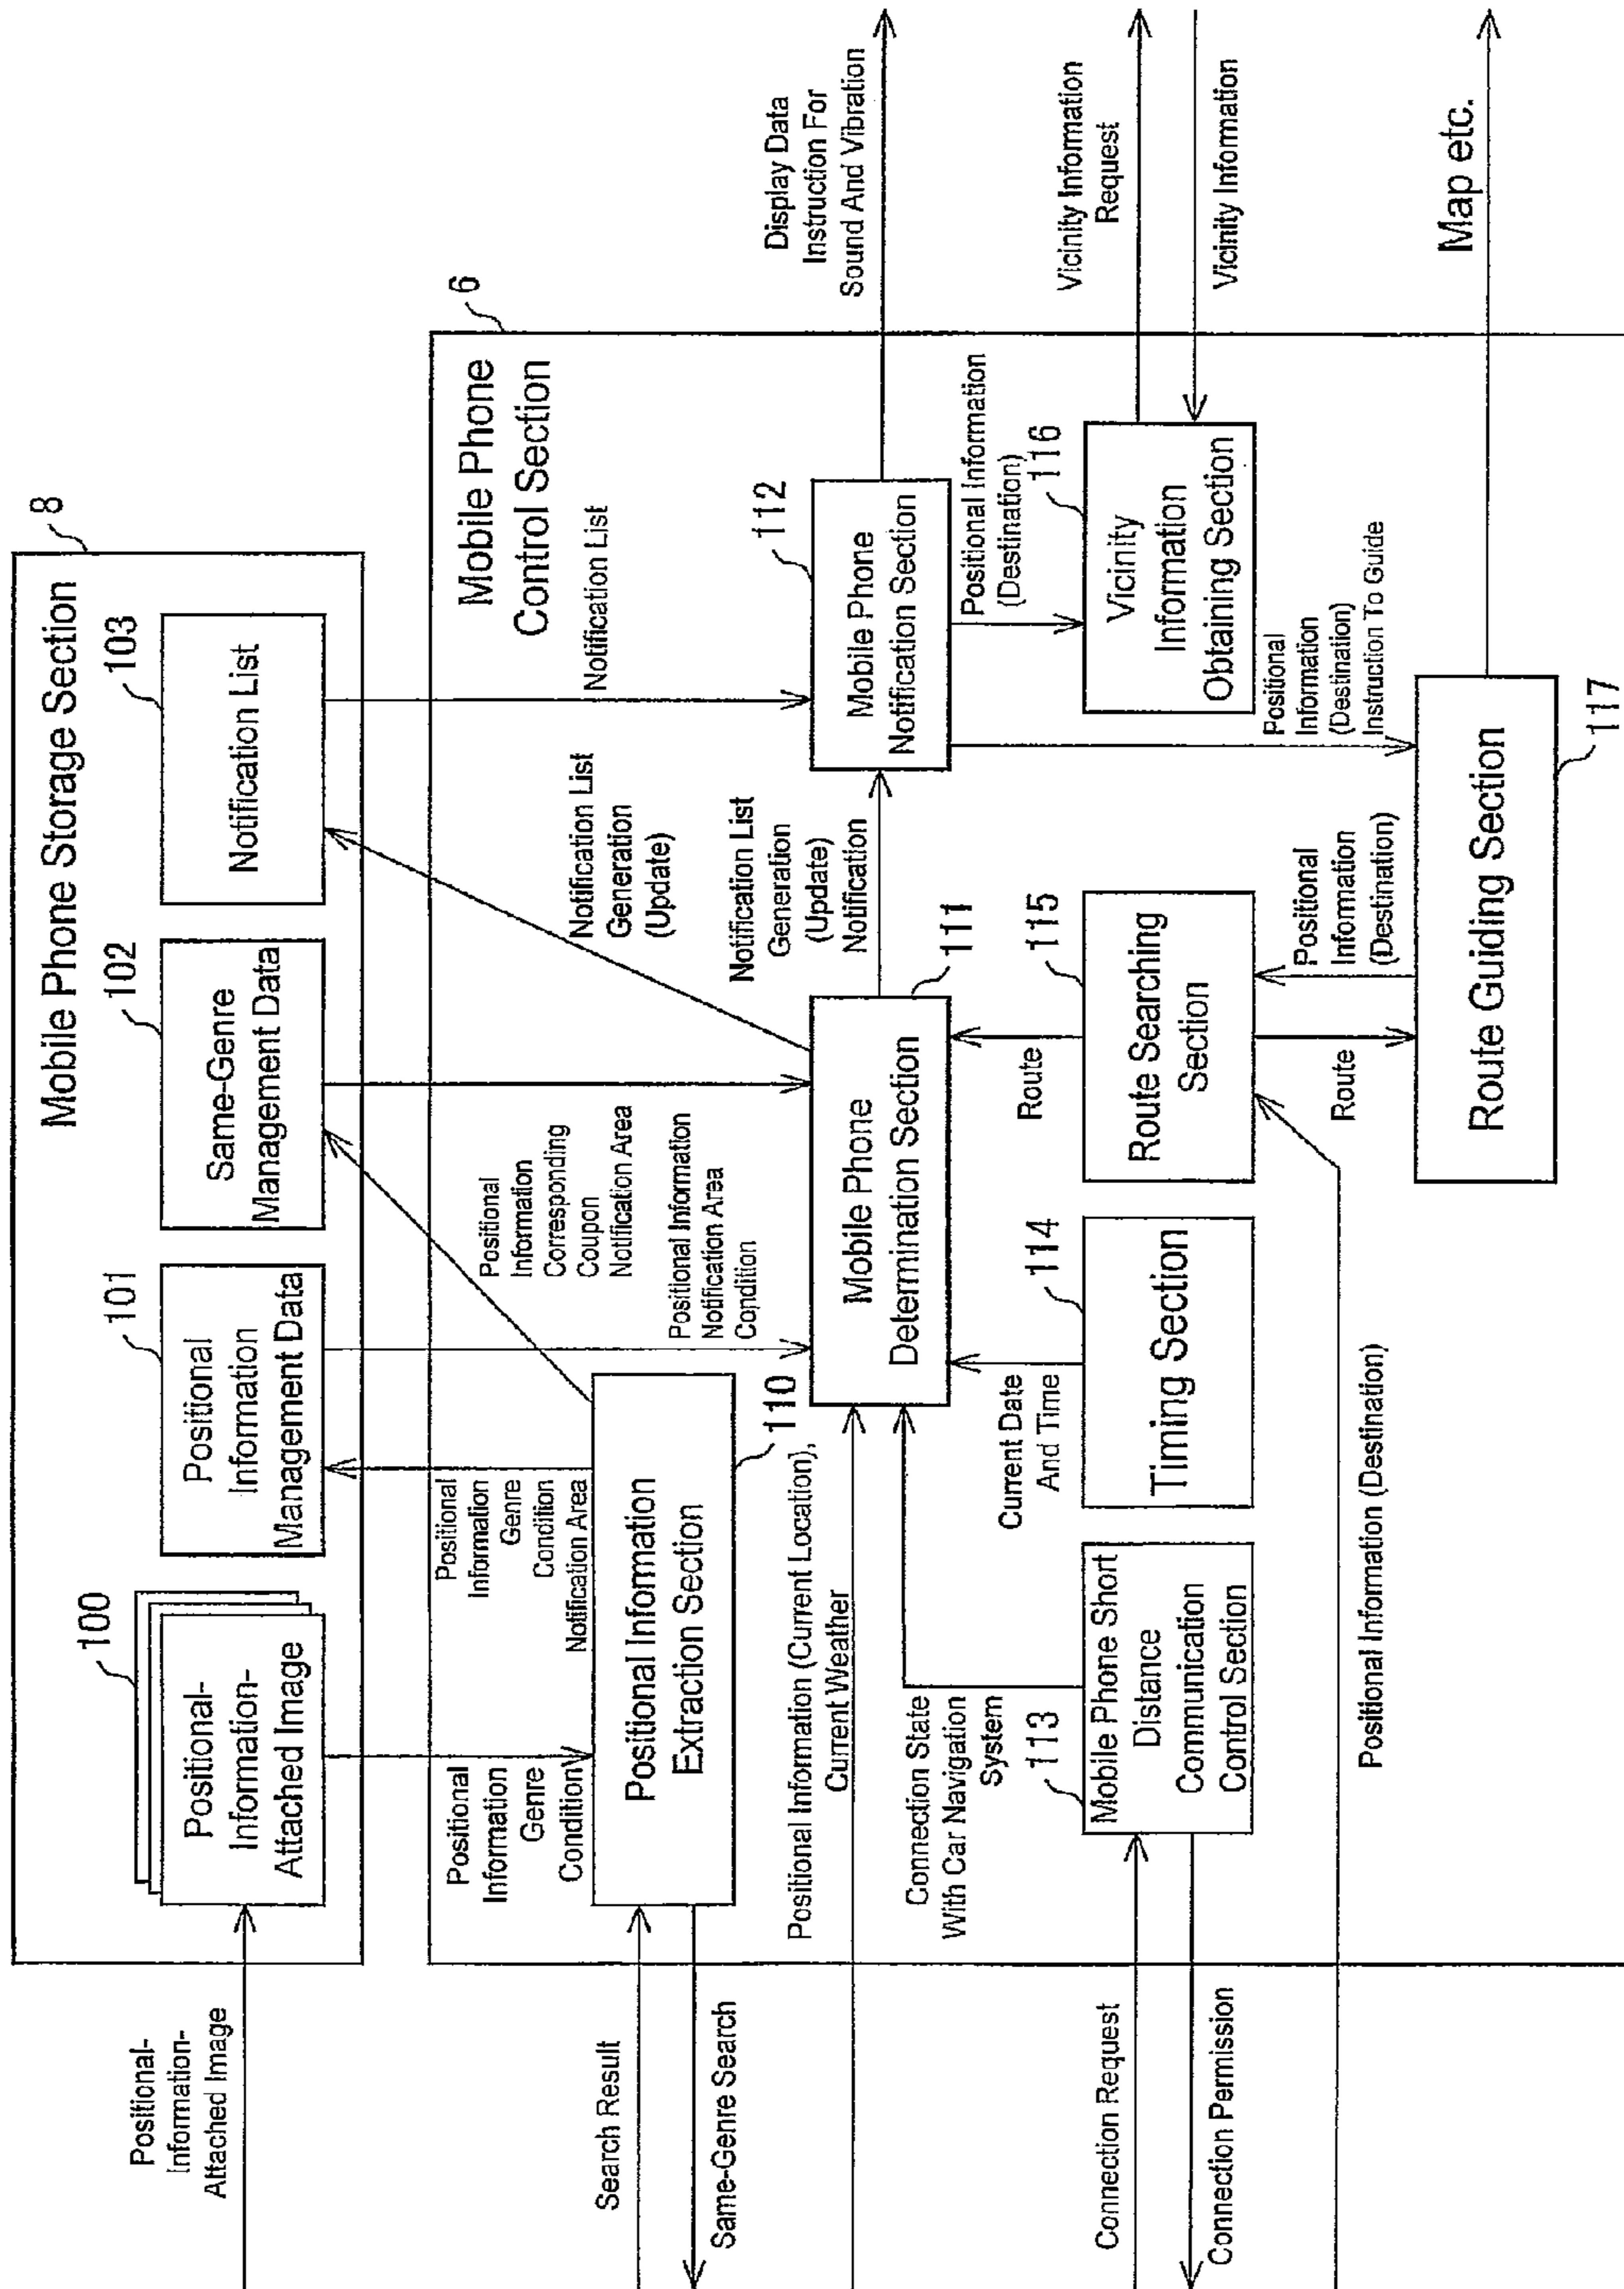 Mobile Phone Storage Section
8
100
Positional-
Information-
Attached Image
101
Positional
Information
Management Data
102
Same-Genre
Management Data
103
Notification List
Positional-
Information-
Attached Image
6
Mobile Phone
Control Section
Positional
Information
Genre
Condition
Positional
Information
Genre
Condition
Notification Area
Positional
Information
Corresponding
Coupon
Notification Area
Positional Information
Notification Area
Condition
Notification List
Generation
(Update)
Notification List
Search Result
Same-Genre Search
Positional Information
Extraction Section
110
Positional Information (Current Location),
Current Weather
Mobile Phone
Determination Section
111
Notification List
Generation
(Update)
Notification
Mobile Phone
Notification Section
112
Display Data
Instruction For
Sound And Vibration
Connection State
With Car Navigation
System
Current Date
And Time
Route
Positional Information
(Destination)
Connection Request
Connection Permission
113
Mobile Phone Short
Distance
Communication
Control Section
114
Timing Section
115
Route Searching
Section
116
Vicinity
Information
Obtaining Section
Vicinity Information
Request
Vicinity Information
Positional Information (Destination)
Route
Positional
Information
(Destination)
Positional
Information
(Destination)
Instruction To Guide
Route Guiding Section
117
Map etc.